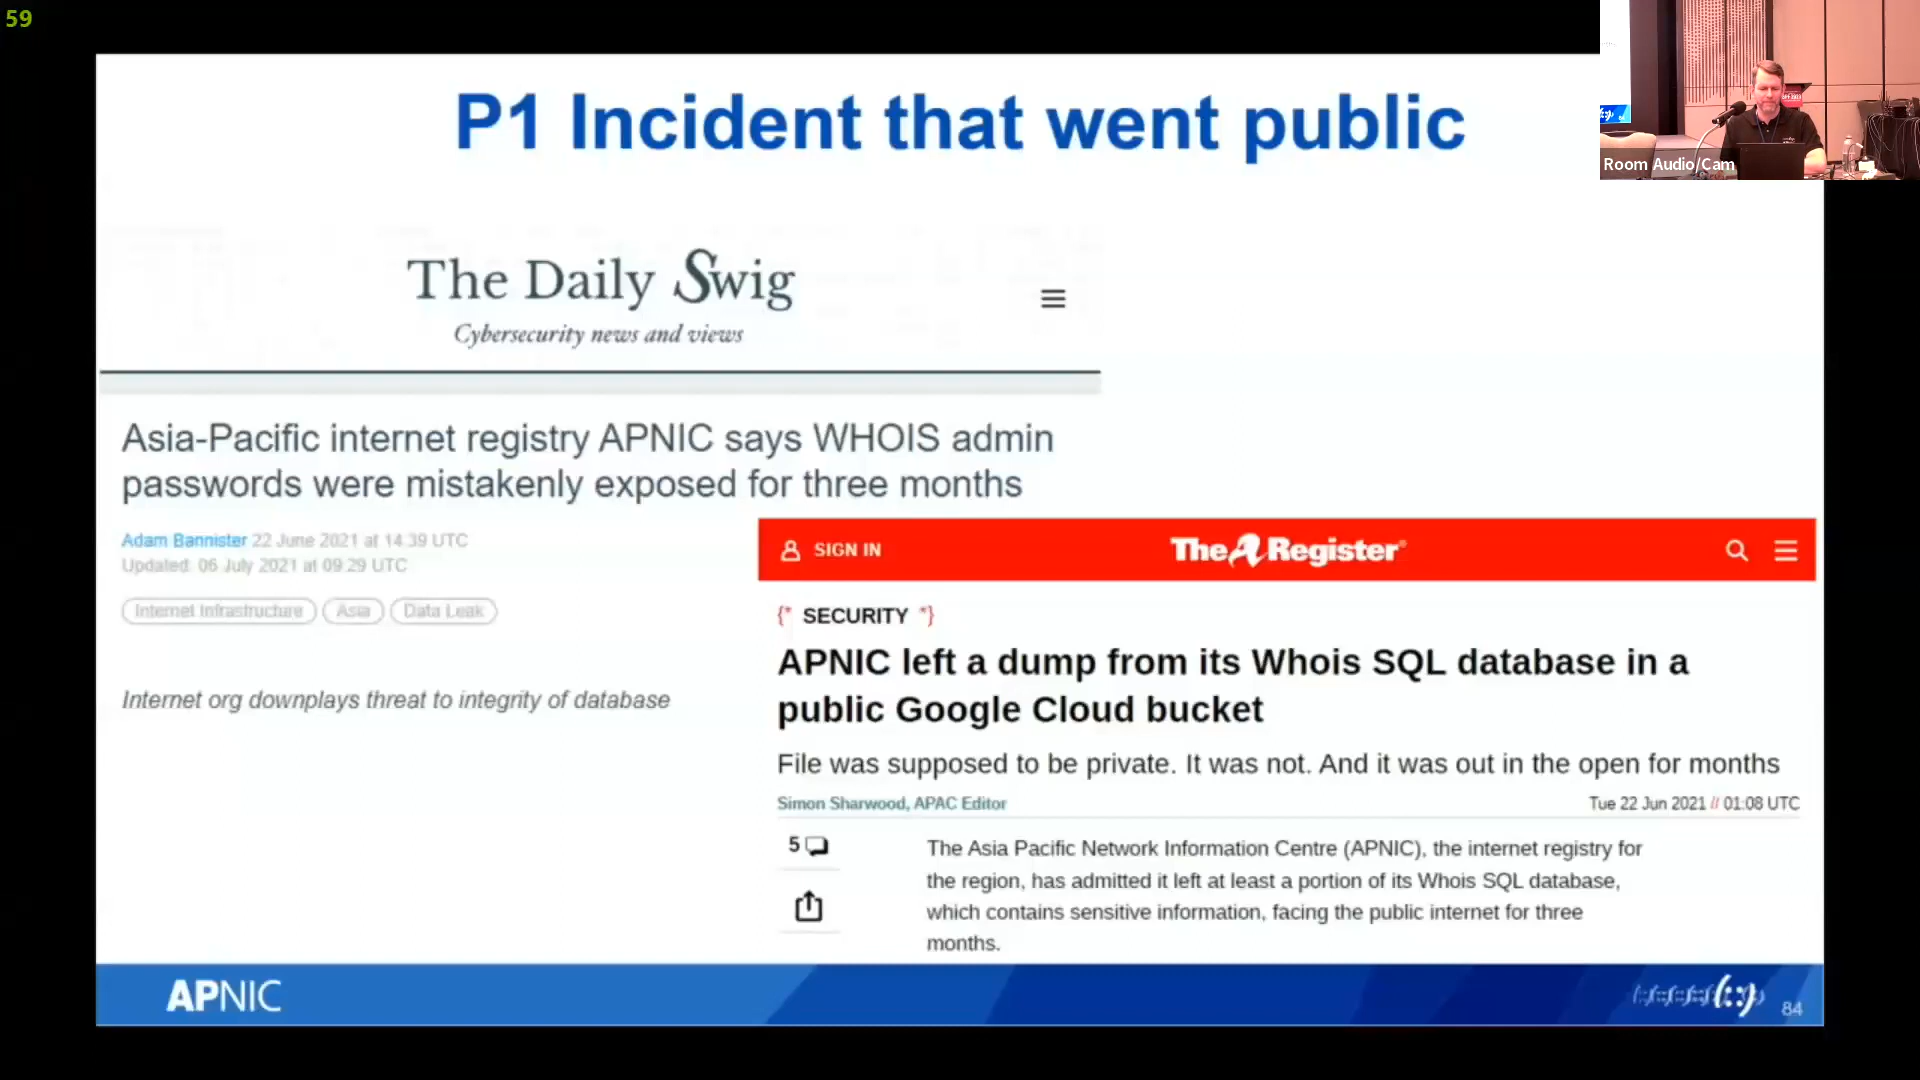 59
P1 Incident that went public
Room Audio/Cam
The Daily Swig
Cybersecurity news and views
Asia-Pacific internet registry APNIC says WHOIS admin
passwords were mistakenly exposed for three months
Adam Bannister 22 June 2021 at 14:39 UTC
Updated: 06 July 2021 at 09:29 UTC
Internet Infrastructure Asia Data Leak
Internet org downplays threat to integrity of database
SIGN IN The Register
{* SECURITY *}
APNIC left a dump from its Whois SQL database in a
public Google Cloud bucket
File was supposed to be private. It was not. And it was out in the open for months
Simon Sharwood, APAC Editor Tue 22 Jun 2021 // 01:08 UTC
5
The Asia Pacific Network Information Centre (APNIC), the internet registry for
the region, has admitted it left at least a portion of its Whois SQL database,
which contains sensitive information, facing the public internet for three
months.
APNIC
84